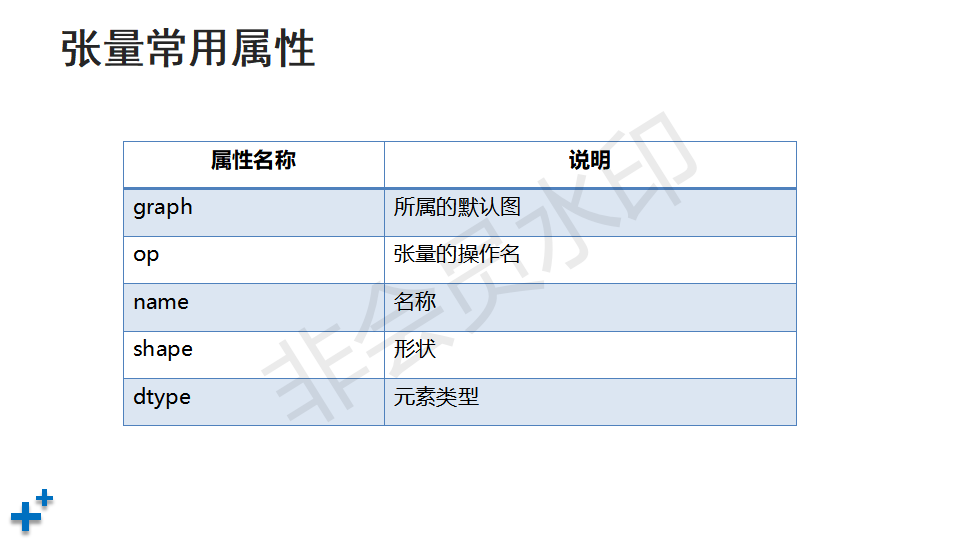 张量常用属性
属性名称 说明
graph 所属的默认图
op 张量的操作名
name 名称
shape 形状
dtype 元素类型
非会员水印